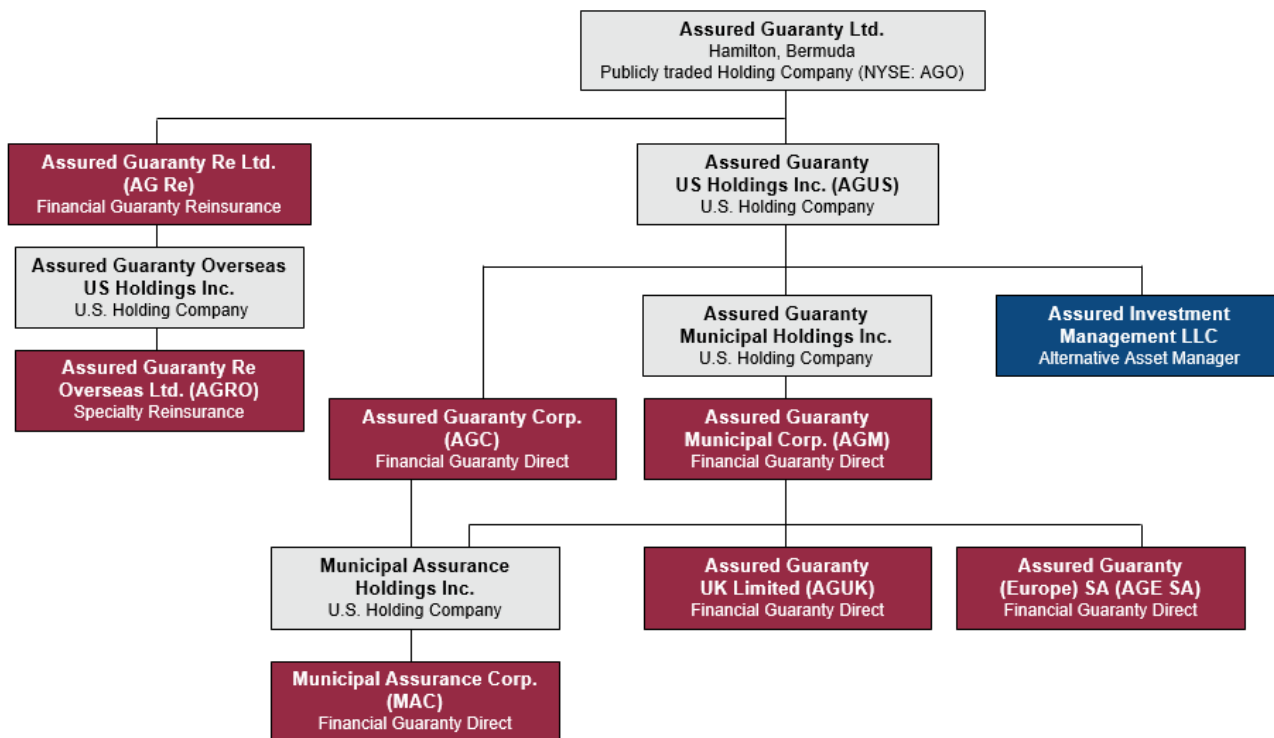 Assured Guaranty Ltd.
Hamilton, Bermuda
Publicly traded Holding Company (NYSE: AGO)
Assured Guaranty Re Ltd.
(AG Re)
Financial Guaranty Reinsurance
Assured Guaranty
US Holdings Inc. (AGUS)
U.S. Holding Company
Assured Guaranty Overseas
US Holdings Inc.
U.S. Holding Company
Assured Guaranty
Municipal Holdings Inc.
U.S. Holding Company
Assured Investment
Management LLC
Alternative Asset Manager
Assured Guaranty Re
Overseas Ltd. (AGRO)
Specialty Reinsurance
Assured Guaranty Corp.
(AGC)
Financial Guaranty Direct
Assured Guaranty
Municipal Corp. (AGM)
Financial Guaranty Direct
Municipal Assurance
Holdings Inc.
U.S. Holding Company
Assured Guaranty
UK Limited (AGUK)
Financial Guaranty Direct
Assured Guaranty
(Europe) SA (AGE SA)
Financial Guaranty Direct
Municipal Assurance Corp.
(MAC)
Financial Guaranty Direct